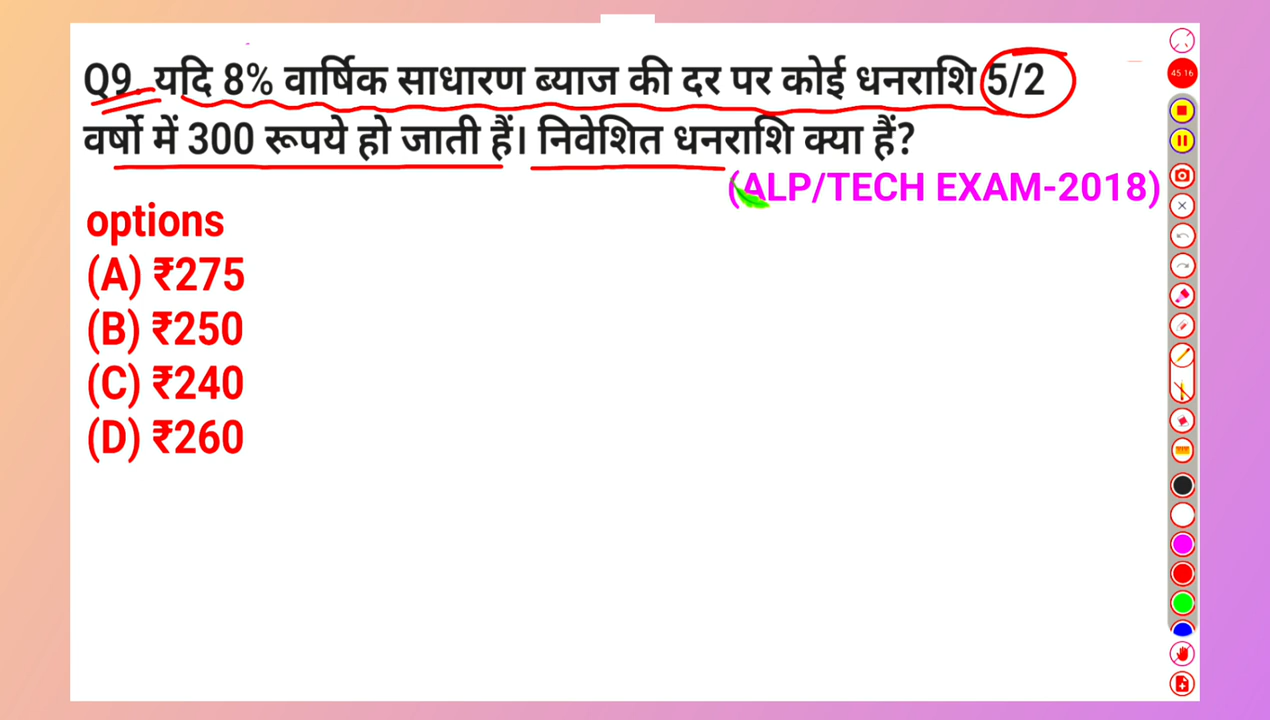 Q9. यदि 8% वार्षिक साधारण ब्याज की दर पर कोई धनराशि 5/2
वर्षो में 300 रूपये हो जाती हैं। निवेशित धनराशि क्या हैं?
(ALP/TECH EXAM-2018)
options
(A) ₹275
(B) ₹250
(C) ₹240
(D) ₹260
45 16